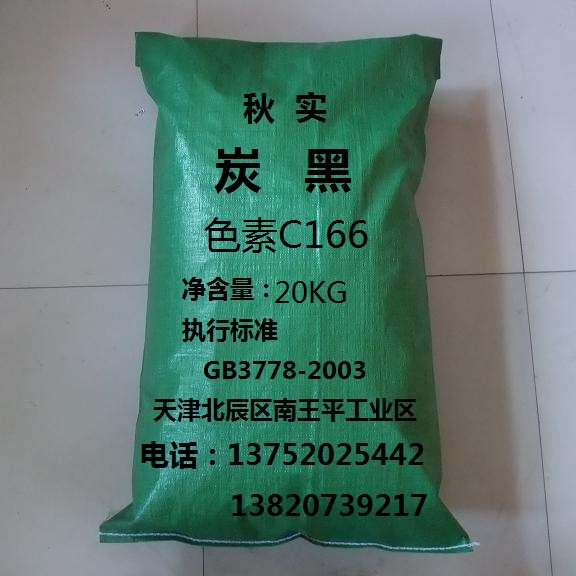 秋 实
炭 黑
色素C166
净含量：20KG
执行标准
GB3778-2003
天津北辰区南王平工业区
电话：13752025442
13820739217